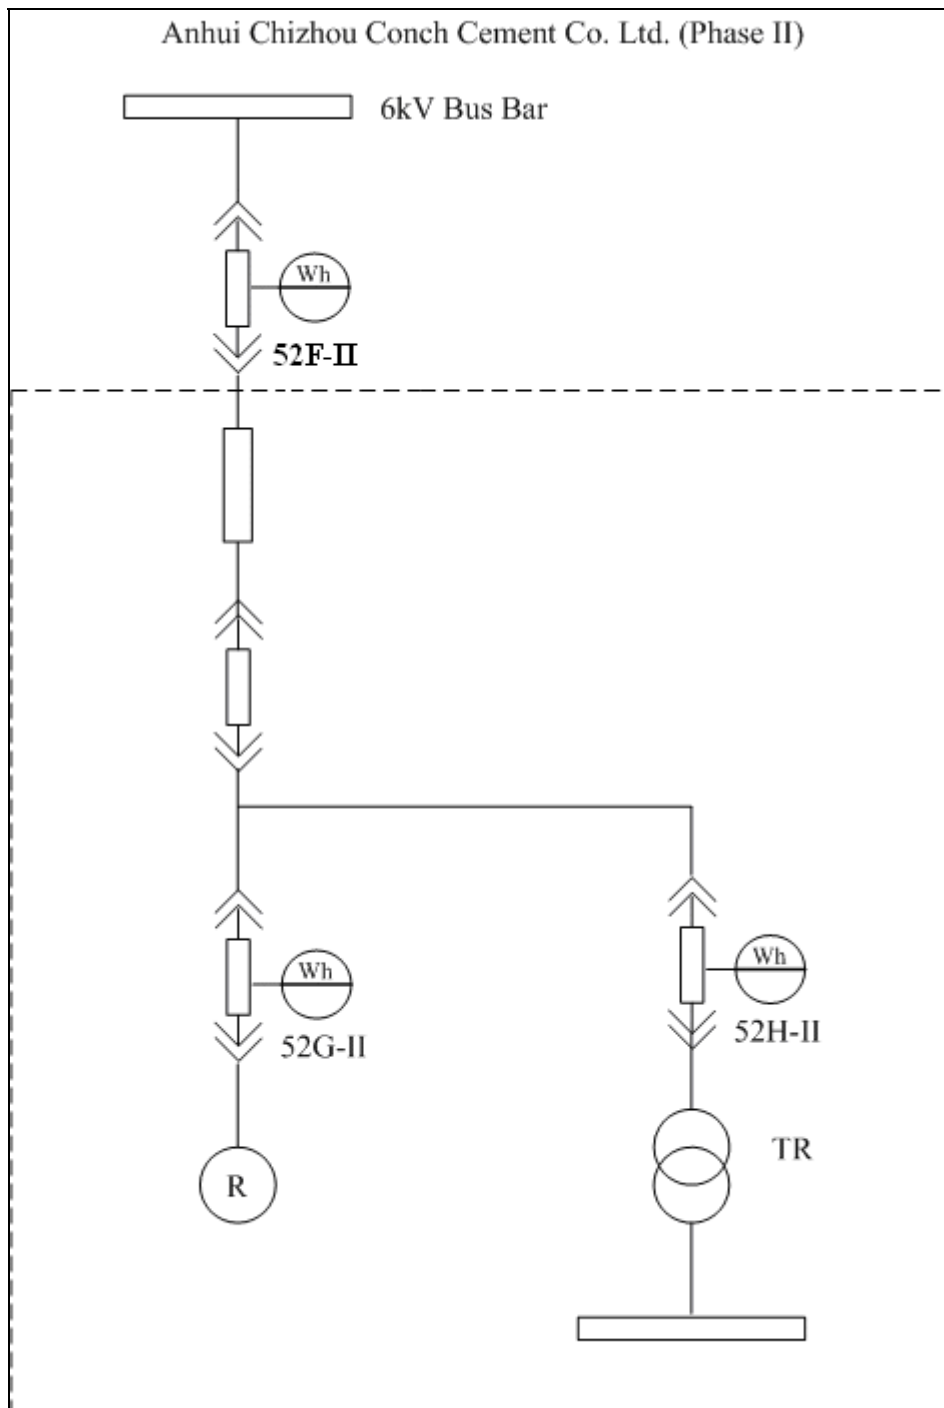 Anhui Chizhou Conch Cement Co. Ltd. (Phase II)
6kV Bus Bar
Wh
52F-II
Wh
52G-II
Wh
52H-II
R
TR